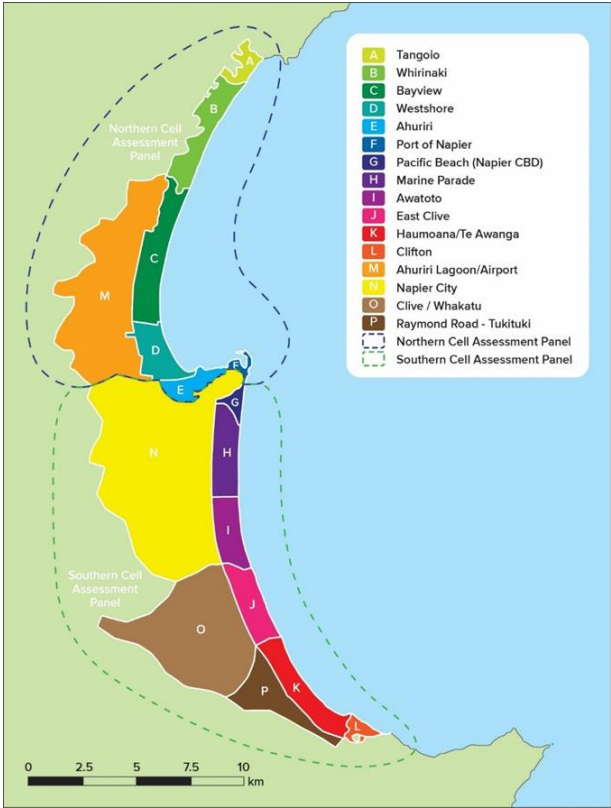 A Tangoio
B Whirinaki
C Bayview
D Westshore
E Ahuriri
F Port of Napier
G Pacific Beach (Napier CBD)
H Marine Parade
I Awatoto
J East Clive
K Haumoana/Te Awanga
L Clifton
M Ahuriri Lagoon/Airport
N Napier City
O Clive / Whakatu
P Raymond Road - Tukituki
Northern Cell Assessment Panel
Southern Cell Assessment Panel
A
B
Northern Cell
Assessment
Panel
C
M
D
F
E
G
N
H
I
Southern Cell
Assessment
Panel
J
O
K
P
L
0 2.5 5 7.5 10
km